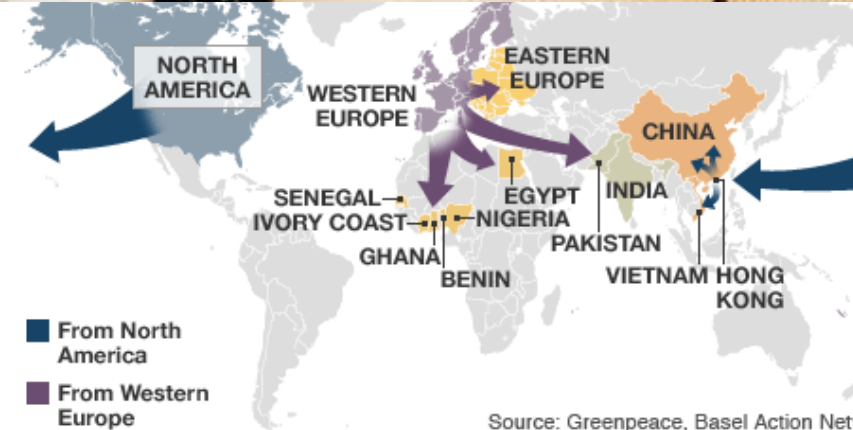 NORTH
AMERICA
WESTERN
EUROPE
EASTERN
EUROPE
CHINA
SENEGAL
IVORY COAST
GHANA
BENIN
NIGERIA
EGYPT
INDIA
PAKISTAN
VIETNAM
HONG
KONG
From North
America
From Western
Europe
Source: Greenpeace, Basel Action Net